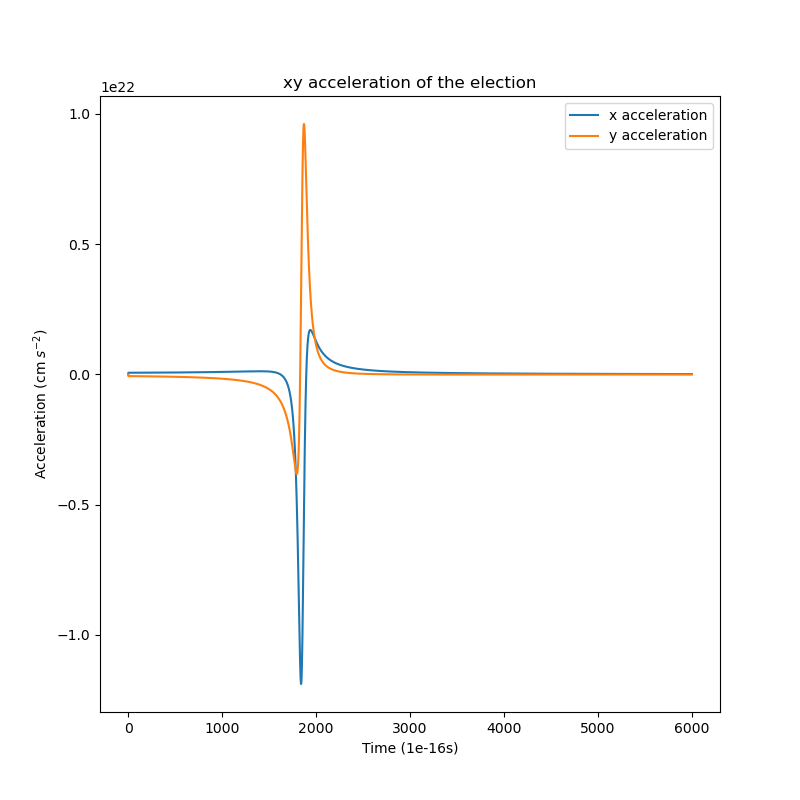 xy acceleration of the election
1e22
x acceleration
y acceleration
1.0
0.5
0.0
−0.5
−1.0
Acceleration (cm s⁻²)
0 1000 2000 3000 4000 5000 6000
Time (1e-16s)